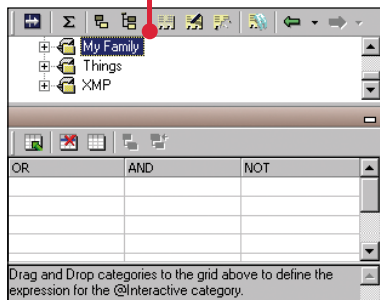 My Family
Things
XMP
OR AND NOT
Drag and Drop categories to the grid above to define the
expression for the @Interactive category.